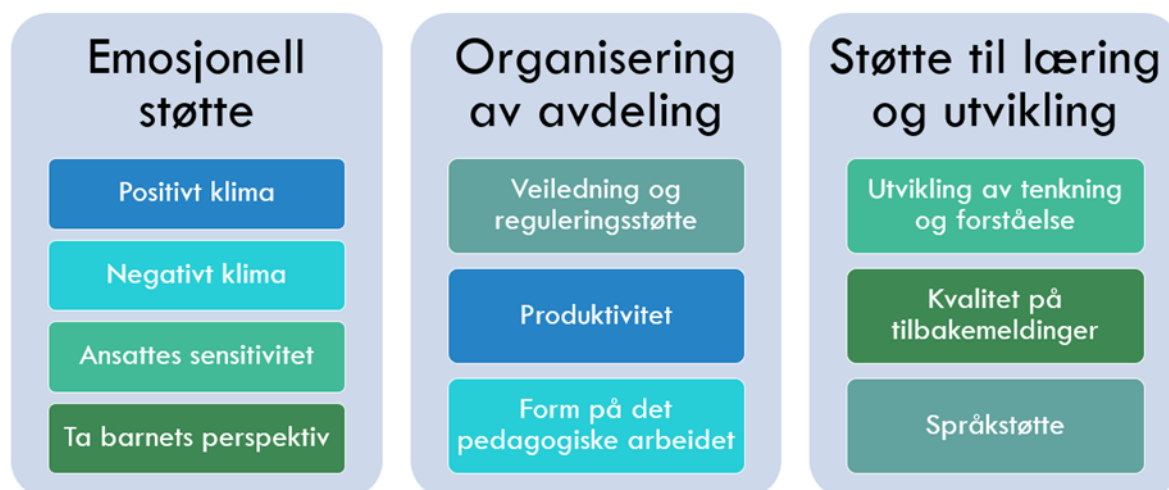 Emosjonell
støtte
Positivt klima
Negativt klima
Ansattes sensitivitet
Ta barnets perspektiv
Organisering
av avdeling
Veiledning og
reguleringsstøtte
Produktivitet
Form på det
pedagogiske arbeidet
Støtte til læring
og utvikling
Utvikling av tenkning
og forståelse
Kvalitet på
tilbakemeldinger
Språkstøtte